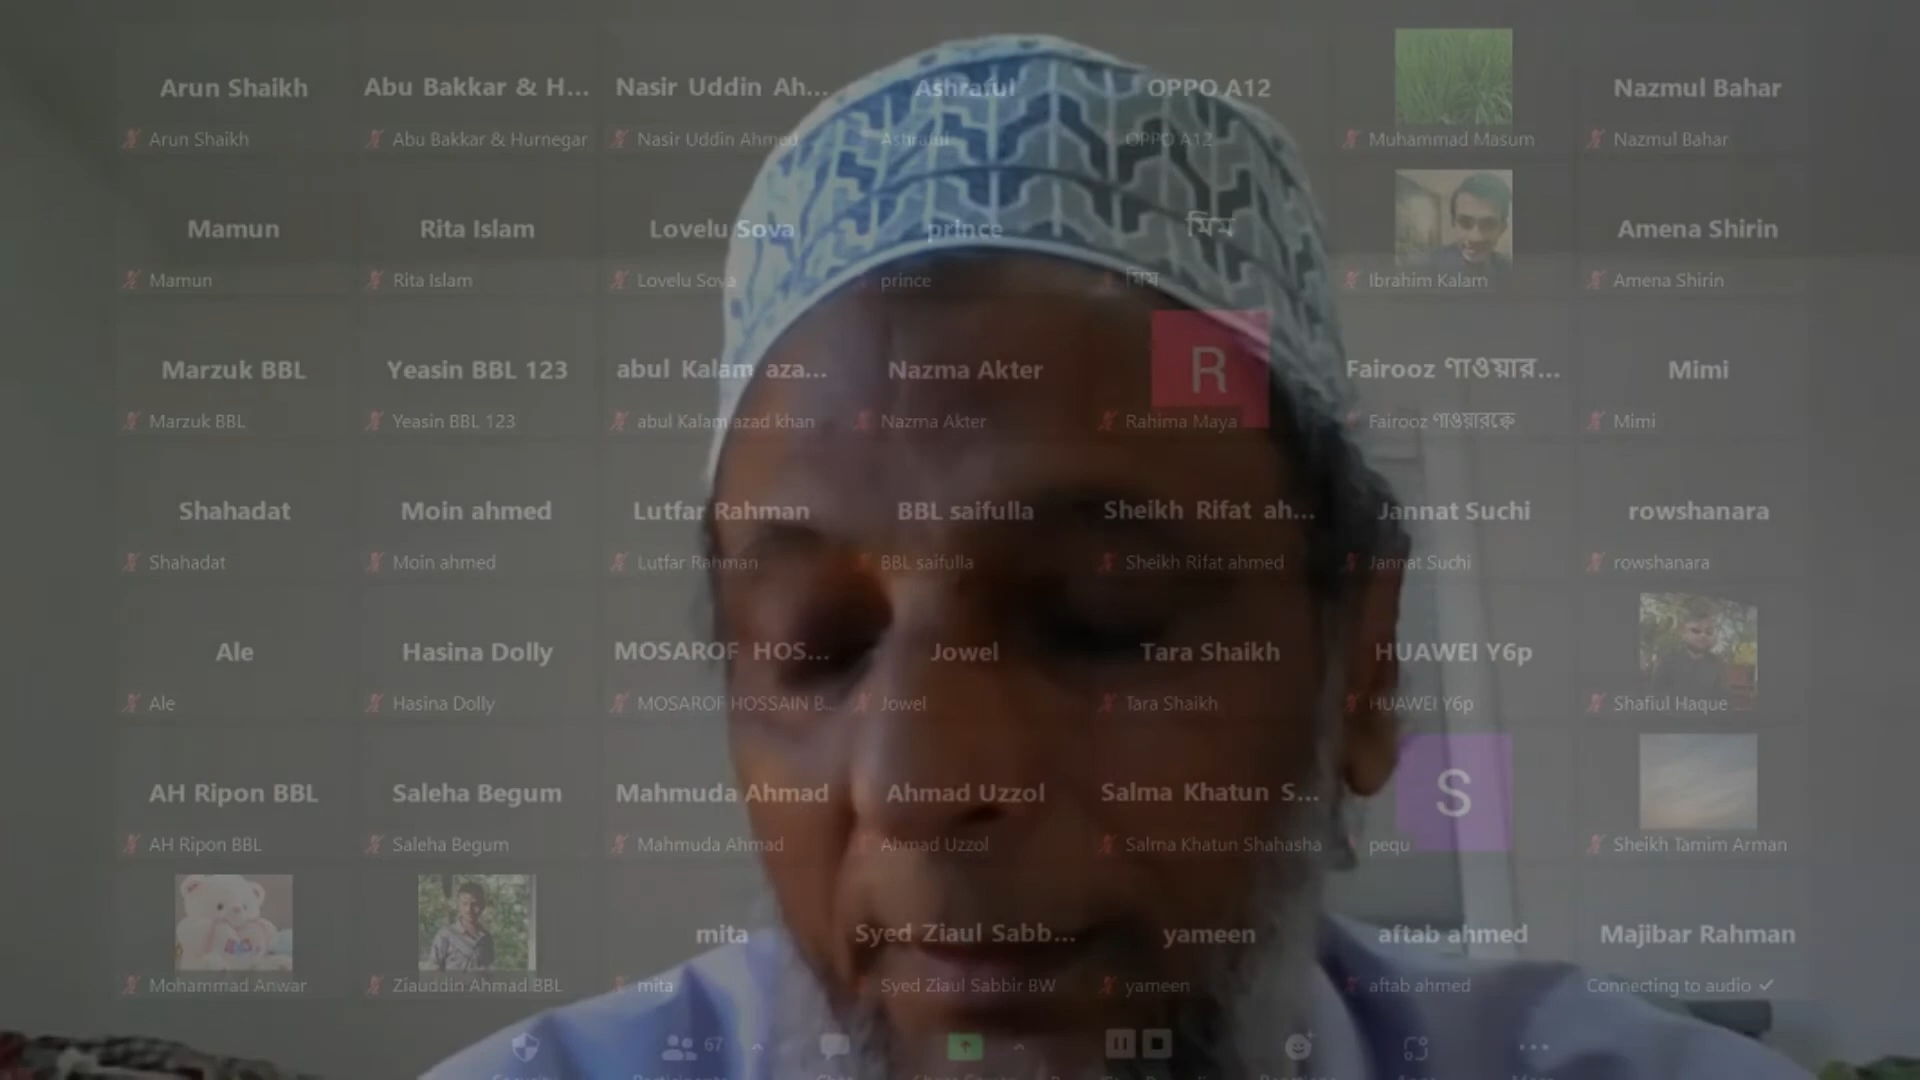 Arun Shaikh Abu Bakkar & H... Nasir Uddin Ah... Ashraful OPPO A12 Nazmul Bahar
Arun Shaikh Abu Bakkar & Hurnegar Nasir Uddin Ahmed Ashraful OPPO A12 Muhammad Masum Nazmul Bahar
Mamun Rita Islam Lovelu Sova prince মিম Amena Shirin
Mamun Rita Islam Lovelu Sova prince মিম Ibrahim Kalam Amena Shirin
Marzuk BBL Yeasin BBL 123 abul Kalam aza... Nazma Akter R Fairooz Mimi
Marzuk BBL Yeasin BBL 123 abul Kalam azad khan Nazma Akter Rahima Maya Fairooz Mimi
Shahadat Moin ahmed Lutfar Rahman BBL saifulla Sheikh Rifat ah... Jannat Suchi rowshanara
Shahadat Moin ahmed Lutfar Rahman BBL saifulla Sheikh Rifat ahmed Jannat Suchi rowshanara
Ale Hasina Dolly MOSAROF HOS... Jowel Tara Shaikh HUAWEI Y6p
Ale Hasina Dolly MOSAROF HOSSAIN B... Jowel Tara Shaikh HUAWEI Y6p Shafiul Haque
AH Ripon BBL Saleha Begum Mahmuda Ahmad Ahmad Uzzol Salma Khatun S... S
AH Ripon BBL Saleha Begum Mahmuda Ahmad Ahmad Uzzol Salma Khatun Shahasha pequ Sheikh Tamim Arman
mita Syed Ziaul Sabb... yameen aftab ahmed Majibar Rahman
Mohammad Anwar Ziauddin Ahmad BBL mita Syed Ziaul Sabbir BW yameen aftab ahmed Connecting to audio ✓
67